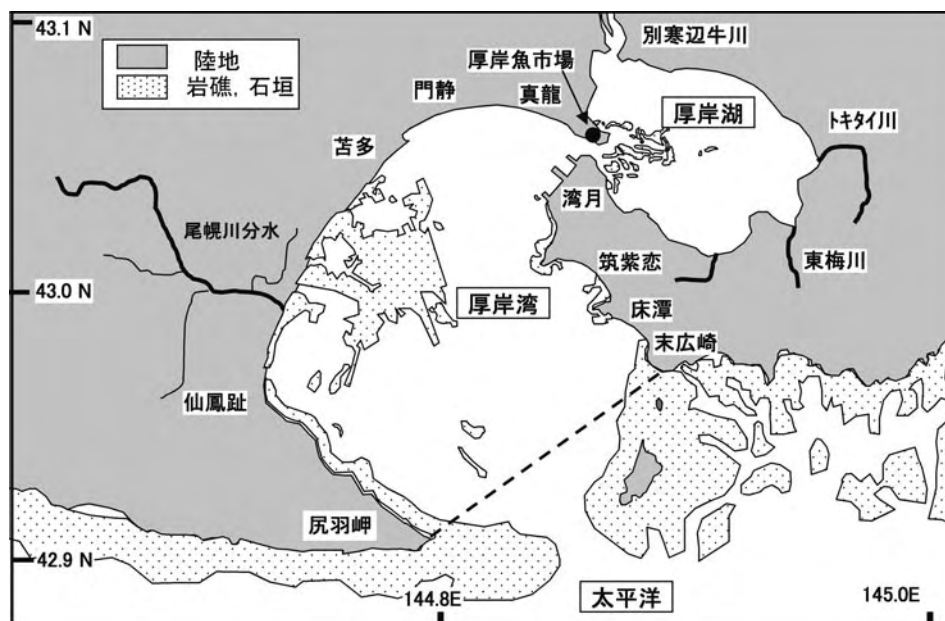 43.1 N
陸地
岩礁, 石垣
別寒辺牛川
厚岸魚市場
門静
真龍
厚岸湖
トキタイ川
苫多
湾月
尾幌川分水
筑紫恋
東梅川
43.0 N
厚岸湾
床潭
末広崎
仙鳳趾
尻羽岬
42.9 N
144.8E
太平洋
145.0E